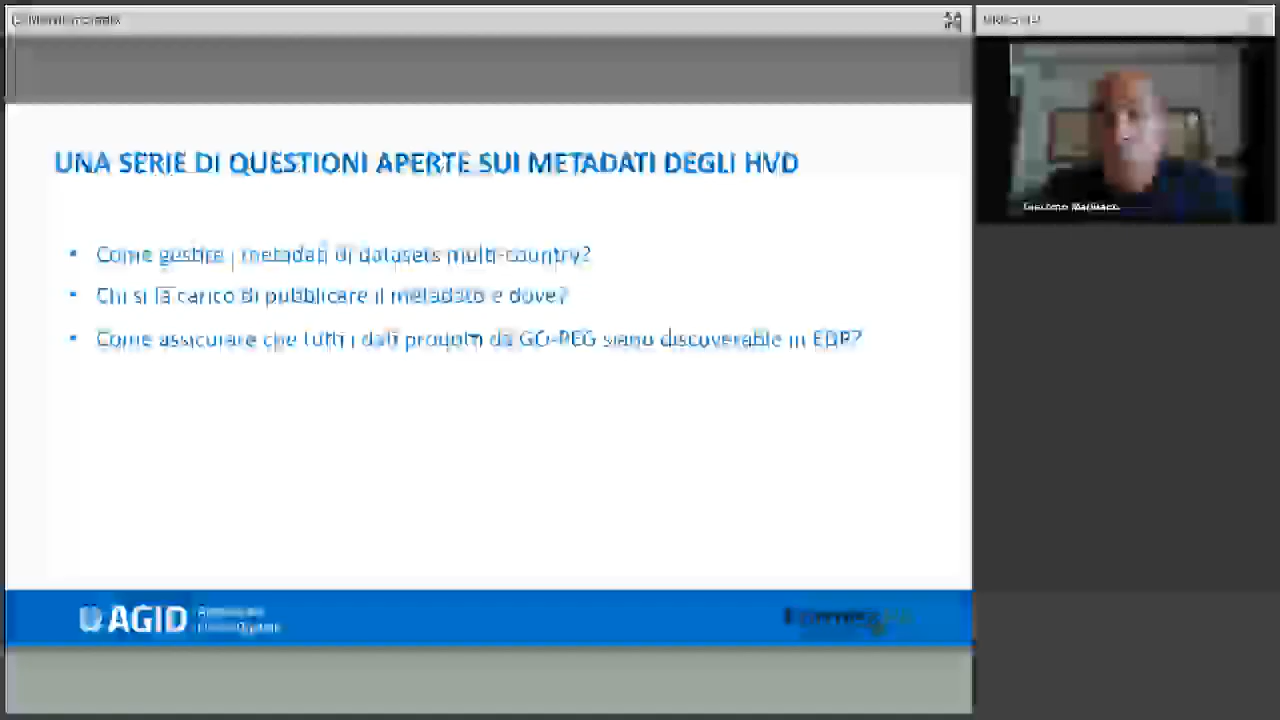 UNA SERIE DI QUESTIONI APERTE SUI METADATI DEGLI HVD
• Come gestire i metadati di datasets multi-country?
• Chi si fa carico di pubblicare il metadato e dove?
• Come assicurare che tutti i dati prodotti da GO-PEG siano discoverable in EDP?
AGID